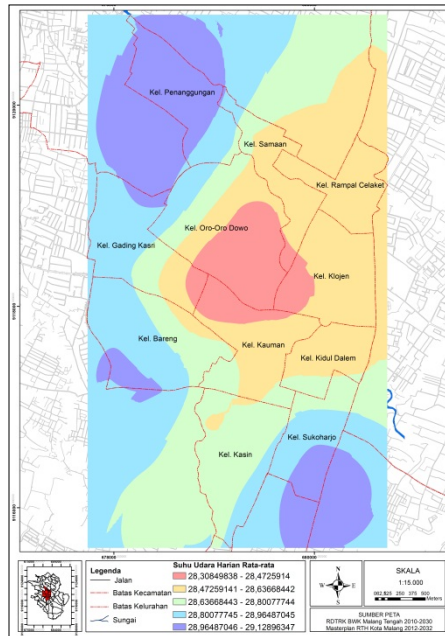 Kel. Penanggungan
Kel. Samaan
Kel. Rampal Celaket
Kel. Oro-Oro Dowo
Kel. Gading Kasri
Kel. Klojen
Kel. Bareng
Kel. Kauman
Kel. Kidul Dalem
Kel. Sukoharjo
Kel. Kasin
Legenda
Jalan
Batas Kecamatan
Batas Kelurahan
Sungai
Suhu Udara Harian Rata-rata
28,30849838 - 28,4725914
28,47259141 - 28,63668442
28,63668443 - 28,80077744
28,80077745 - 28,96487045
28,96487046 - 29,12896347
N
W E
S
SKALA
1:15.000
Meters
SUMBER PETA
RDTRK BWK Malang Tengah 2010-2030
Masterplan RTH Kota Malang 2012-2032